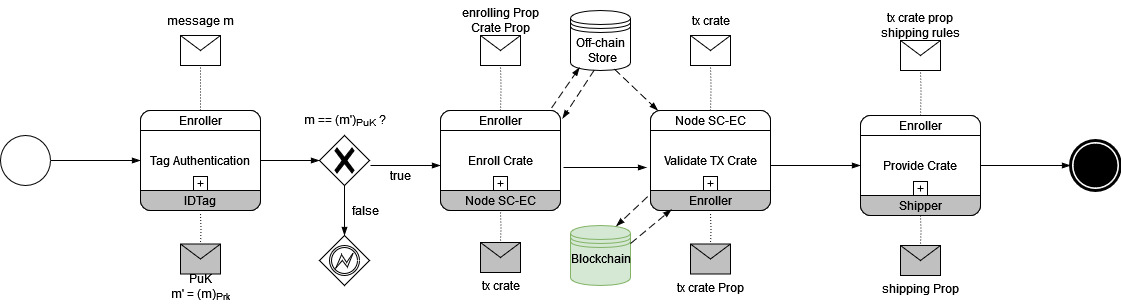 message m
enrolling Prop
Crate Prop
Off-chain
Store
tx crate
tx crate prop
shipping rules
Enroller
Tag Authentication
+
IDTag
m == (m')PuK ?
X
true
false
Enroller
Enroll Crate
+
Node SC-EC
Node SC-EC
Validate TX Crate
+
Enroller
Enroller
Provide Crate
+
Shipper
Blockchain
PuK
m' = (m)Prk
tx crate
tx crate Prop
shipping Prop